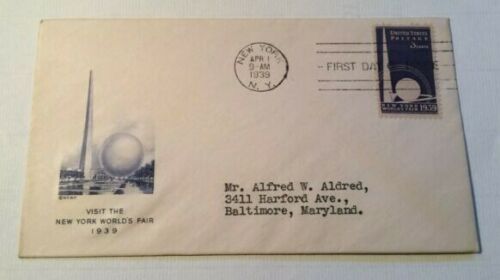 NEW YORK
APR 1
9-AM
1939
N. Y.
FIRST DAY
UNITED STATES
POSTAGE
3 CENTS
NEW YORK
WORLD'S FAIR 1939
VISIT THE
NEW YORK WORLD'S FAIR
1939
Mr. Alfred W. Aldred,
3411 Harford Ave.,
Baltimore, Maryland.